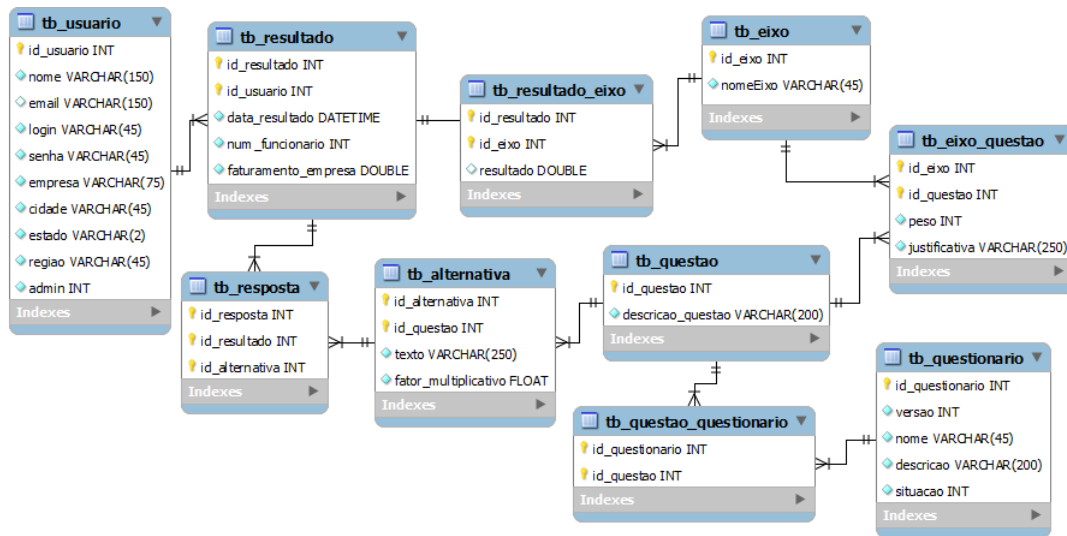 tb_usuario
id_usuario INT
nome VARCHAR(150)
email VARCHAR(150)
login VARCHAR(45)
senha VARCHAR(45)
empresa VARCHAR(75)
cidade VARCHAR(45)
estado VARCHAR(2)
regiao VARCHAR(45)
admin INT
Indexes
tb_resultado
id_resultado INT
id_usuario INT
data_resultado DATETIME
num_funcionario INT
faturamento_empresa DOUBLE
Indexes
tb_resultado_eixo
id_resultado INT
id_eixo INT
resultado DOUBLE
Indexes
tb_eixo
id_eixo INT
nomeEixo VARCHAR(45)
Indexes
tb_eixo_questao
id_eixo INT
id_questao INT
peso INT
justificativa VARCHAR(250)
Indexes
tb_resposta
id_resposta INT
id_resultado INT
id_alternativa INT
Indexes
tb_alternativa
id_alternativa INT
id_questao INT
texto VARCHAR(250)
fator_multiplicativo FLOAT
Indexes
tb_questao
id_questao INT
descricao_questao VARCHAR(200)
Indexes
tb_questao_questionario
id_questionario INT
id_questao INT
Indexes
tb_questionario
id_questionario INT
versao INT
nome VARCHAR(45)
descricao VARCHAR(200)
situacao INT
Indexes